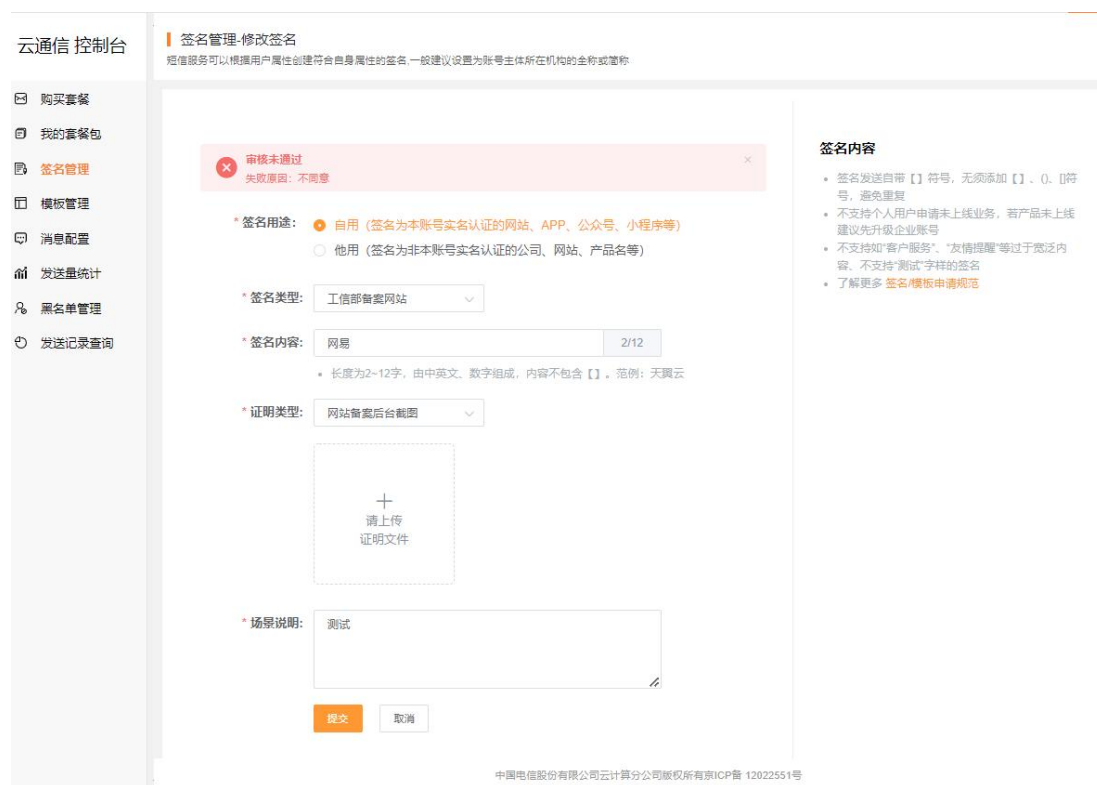 云通信 控制台
签名管理-修改签名
短信服务可以根据用户属性创建符合自身属性的签名,一般建议设置为账号主体所在机构的全称或简称
购买套餐
我的套餐包
签名管理
模板管理
消息配置
发送量统计
黑名单管理
发送记录查询
审核未通过
失败原因：不同意
* 签名用途：
自用（签名为本账号实名认证的网站、APP、公众号、小程序等）
他用（签名为非本账号实名认证的公司、网站、产品名等）
* 签名类型: 工信部备案网站
* 签名内容: 网易 2/12
长度为2~12字，由中英文、数字组成，内容不包含【】。范例：天翼云
* 证明类型: 网站备案后台截图
请上传
证明文件
* 场景说明: 测试
提交 取消
签名内容
签名发送自带【】符号，无须添加【】、()、[]符
号，避免重复
不支持个人用户申请未上线业务，若产品未上线
建议先升级企业账号
不支持如“客户服务”、“友情提醒”等过于宽泛内
容、不支持“测试”字样的签名
了解更多 签名/模板申请规范
中国电信股份有限公司云计算分公司版权所有京ICP备 12022551号